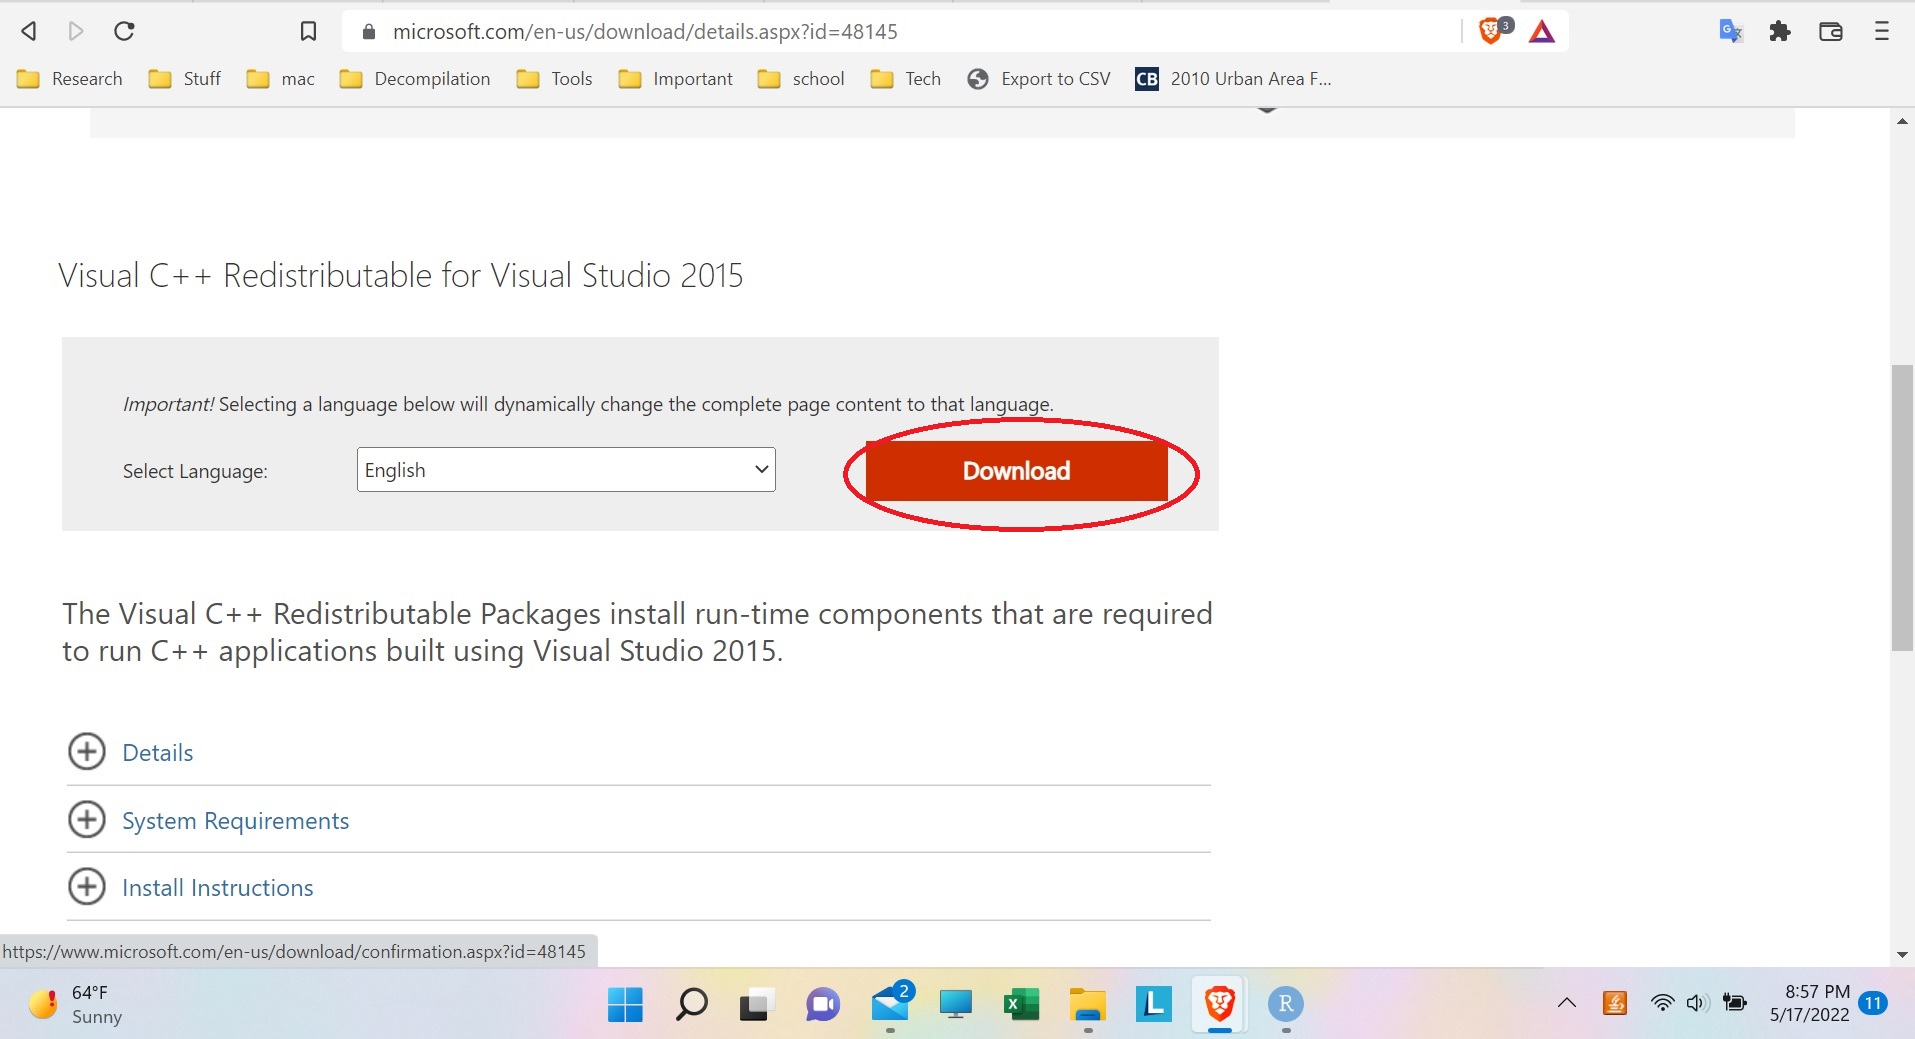 microsoft.com/en-us/download/details.aspx?id=48145
3
Research
Stuff
mac
Decompilation
Tools
Important
school
Tech
Export to CSV
CB
2010 Urban Area F...
Visual C++ Redistributable for Visual Studio 2015
Important! Selecting a language below will dynamically change the complete page content to that language.
Select Language:
English
Download
The Visual C++ Redistributable Packages install run-time components that are required
to run C++ applications built using Visual Studio 2015.
Details
System Requirements
Install Instructions
https://www.microsoft.com/en-us/download/confirmation.aspx?id=48145
64°F
Sunny
2
X
L
R
8:57 PM
5/17/2022
11